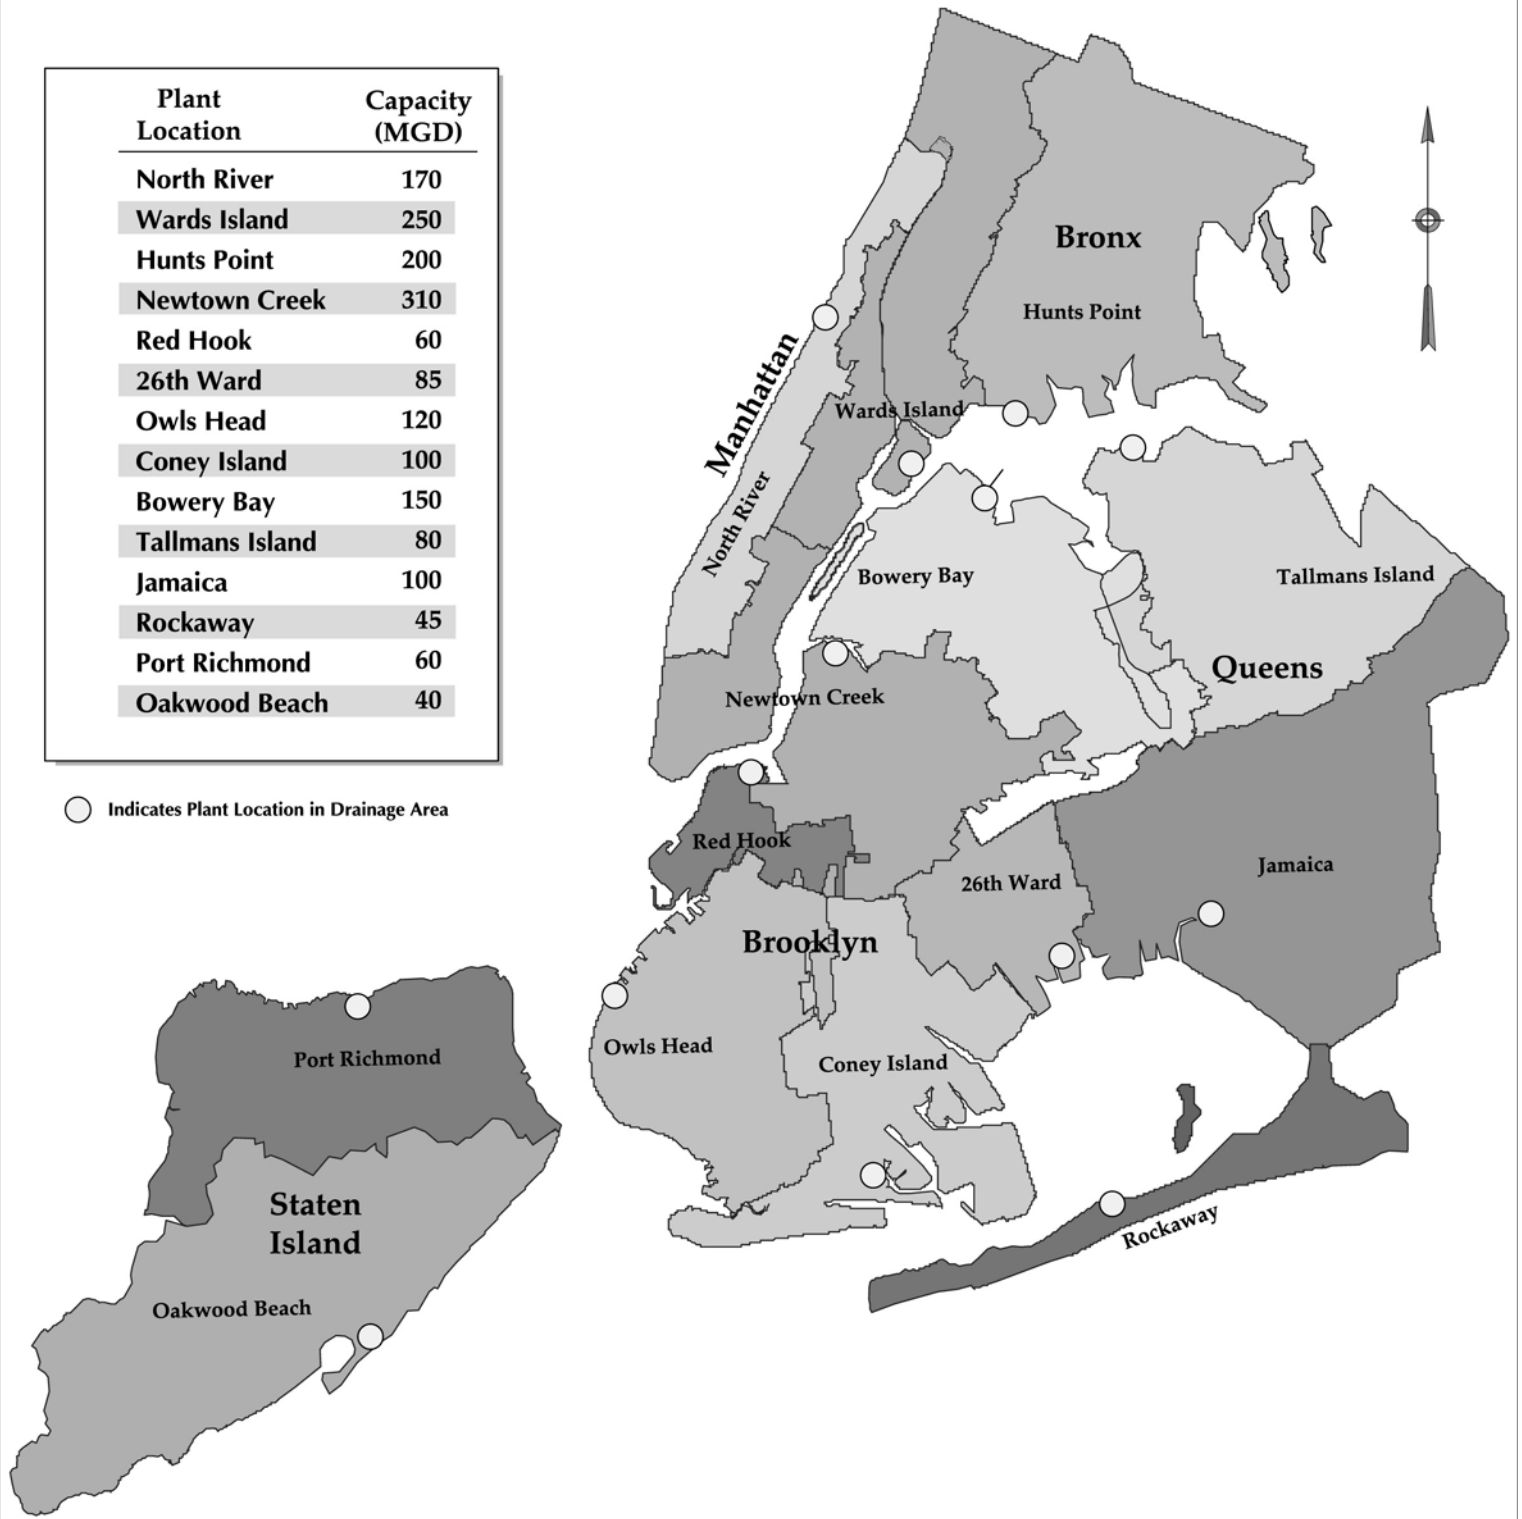 Plant Location
Capacity (MGD)
North River 170
Wards Island 250
Hunts Point 200
Newtown Creek 310
Red Hook 60
26th Ward 85
Owls Head 120
Coney Island 100
Bowery Bay 150
Tallmans Island 80
Jamaica 100
Rockaway 45
Port Richmond 60
Oakwood Beach 40
Indicates Plant Location in Drainage Area
Bronx
Hunts Point
Manhattan
Wards Island
North River
Bowery Bay
Tallmans Island
Queens
Newtown Creek
Red Hook
26th Ward
Jamaica
Brooklyn
Owls Head
Coney Island
Rockaway
Port Richmond
Staten
Island
Oakwood Beach